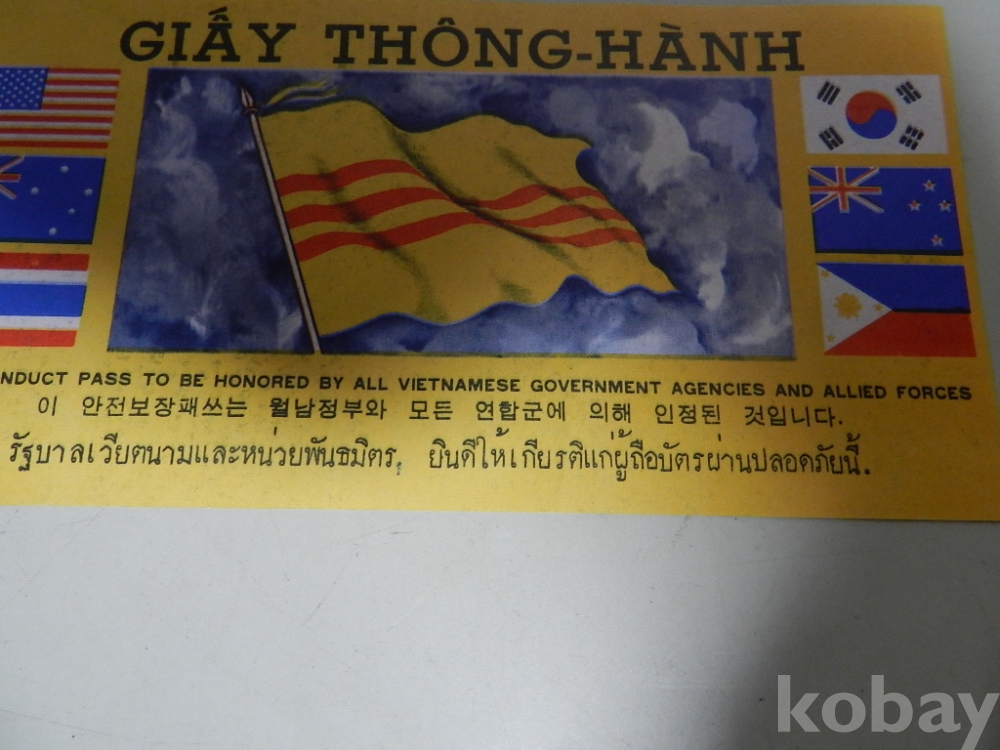 GIẤY THÔNG-HÀNH
NDUCT PASS TO BE HONORED BY ALL VIETNAMESE GOVERNMENT AGENCIES AND ALLIED FORCES
이 안전보장패쓰는 월남정부와 모든 연합군에 의해 인정된 것입니다.
รัฐบาลเวียตนามและหน่วยพันธมิตร, ยินดีให้เกียรติแก่ผู้ถือบัตรผ่านปลอดภัยนี้.
kobay